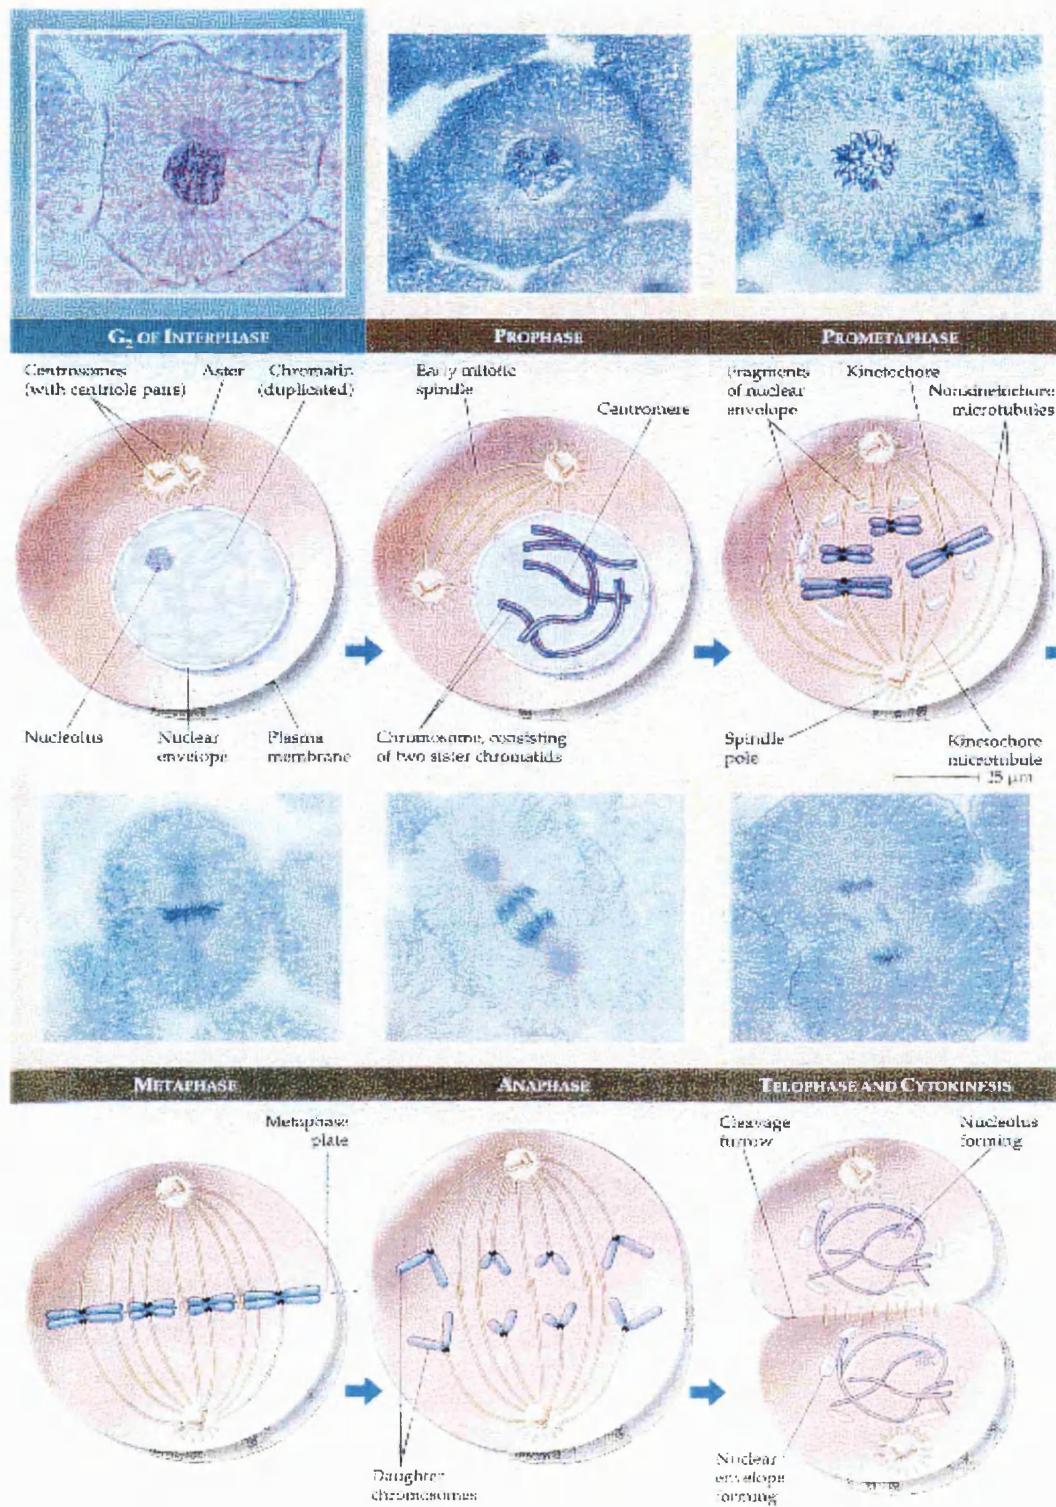 G₂ OF INTERPHASE
PROPHASE
PROMETAPHASE
Centrosomes
(with centriole pairs)
Aster
Chromatin
(duplicated)
Early mitotic
spindle
Centromere
Fragments
of nuclear
envelope
Kinetochore
Nonkinetochore
microtubules
Nucleolus
Nuclear
envelope
Plasma
membrane
Chromosome, consisting
of two sister chromatids
Spindle
pole
Kinetochore
microtubule
25 μm
METAPHASE
ANAPHASE
TELOPHASE AND CYTOKINESIS
Metaphase
plate
Cleavage
furrow
Nucleolus
forming
Daughter
chromosomes
Nuclear
envelope
forming